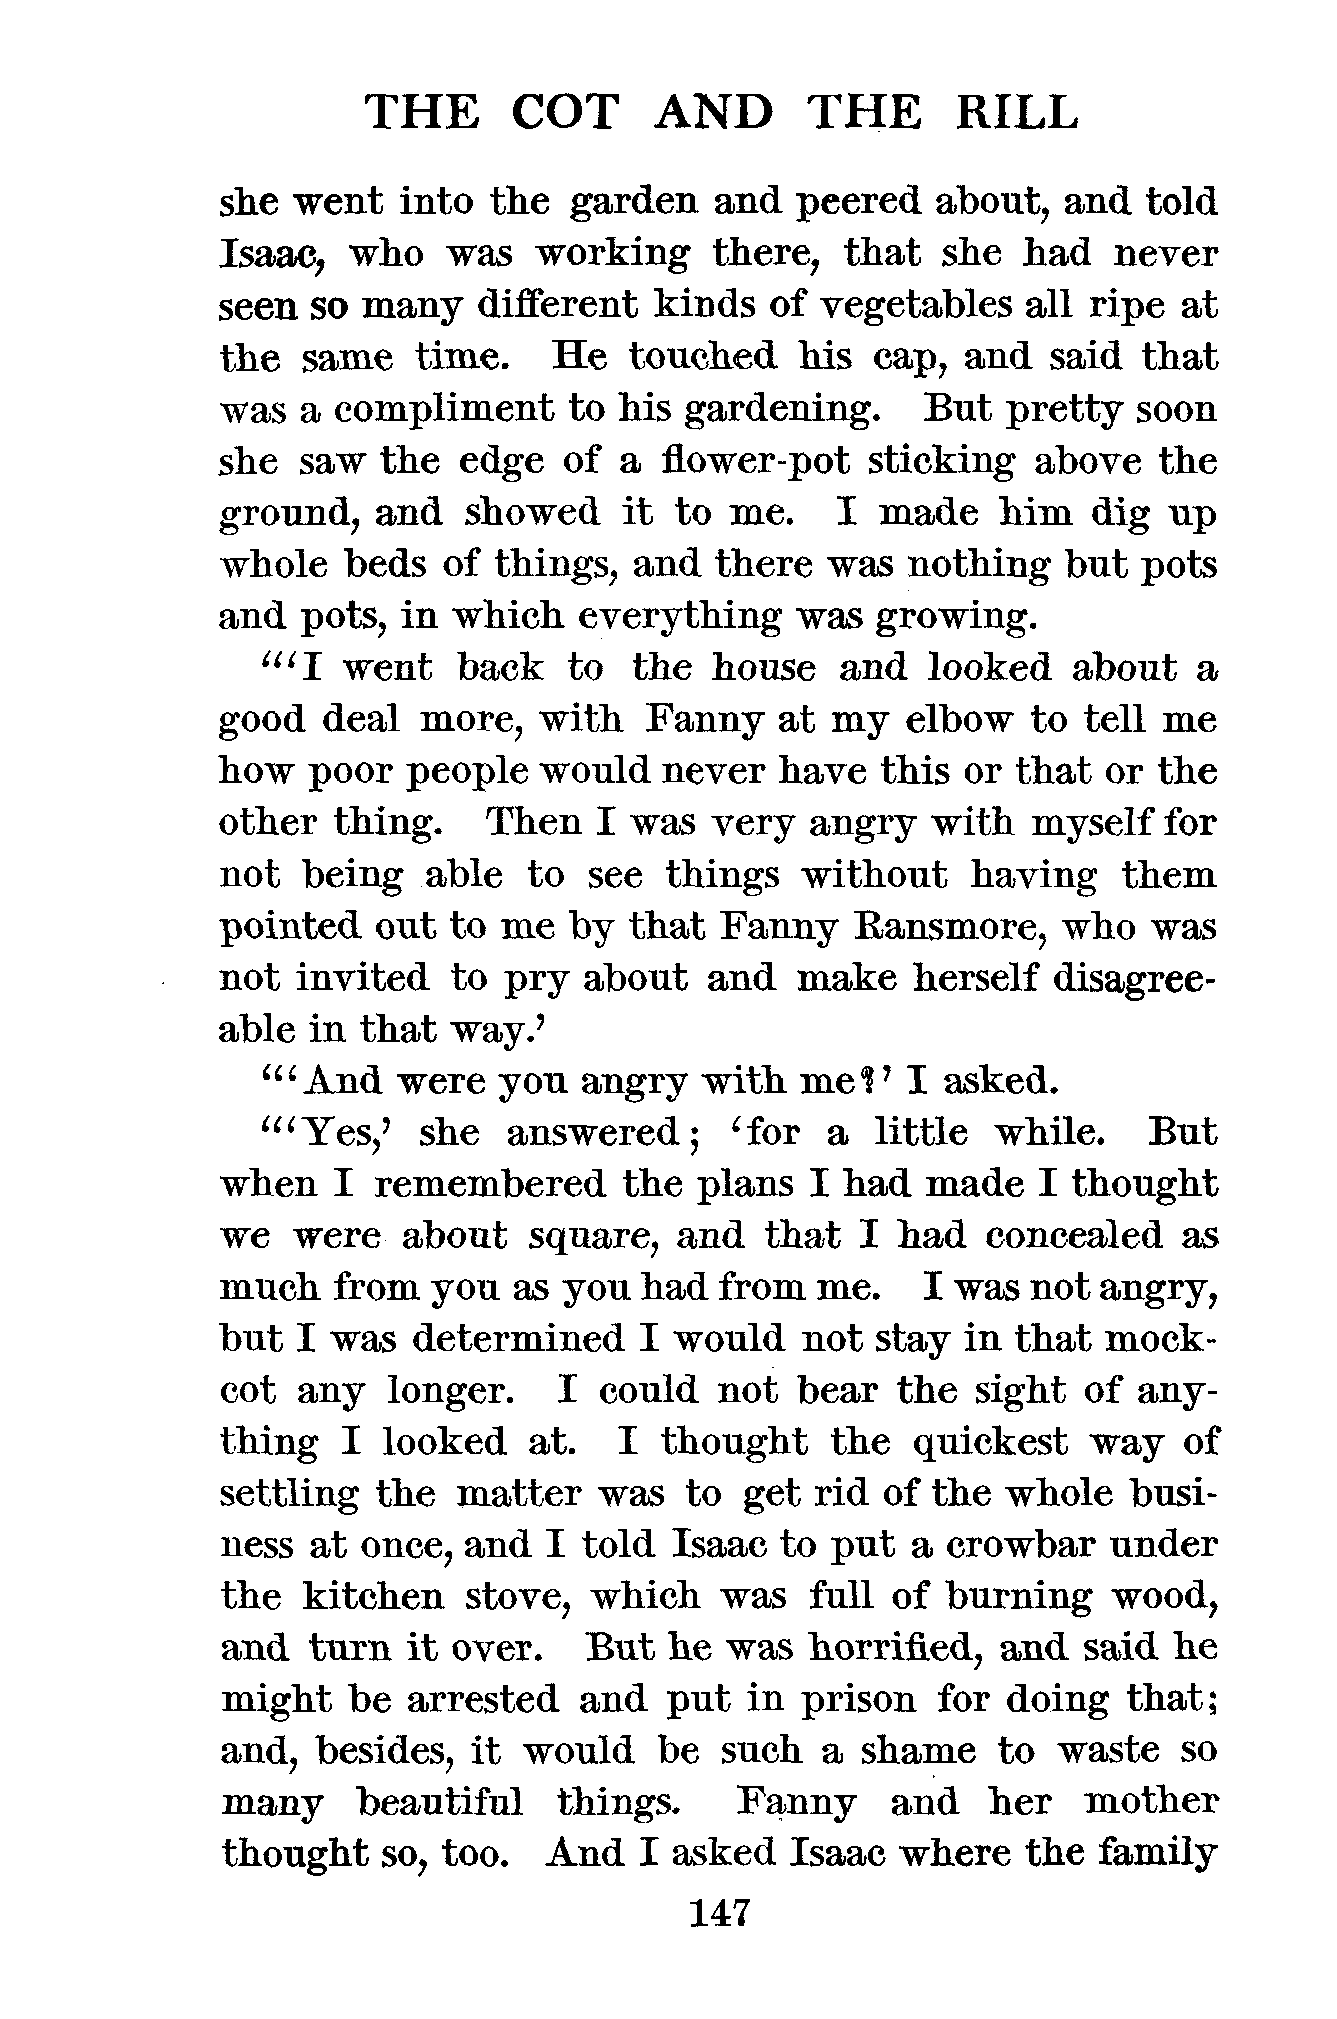 THE COT AND THE RILL
she went into the garden and peered about, and told
Isaac, who was working there, that she had never
seen so many different kinds of vegetables all ripe at
the same time. He touched his cap, and said that
was a compliment to his gardening. But pretty soon
she saw the edge of a flower-pot sticking above the
ground, and showed it to me. I made him dig up
whole beds of things, and there was nothing but pots
and pots, in which everything was growing.
“‘I went back to the house and looked about a
good deal more, with Fanny at my elbow to tell me
how poor people would never have this or that or the
other thing. Then I was very angry with myself for
not being able to see things without having them
pointed out to me by that Fanny Ransmore, who was
not invited to pry about and make herself disagree-
able in that way.’
“‘And were you angry with me?’ I asked.
“‘Yes,’ she answered; ‘for a little while. But
when I remembered the plans I had made I thought
we were about square, and that I had concealed as
much from you as you had from me. I was not angry,
but I was determined I would not stay in that mock-
cot any longer. I could not bear the sight of any-
thing I looked at. I thought the quickest way of
settling the matter was to get rid of the whole busi-
ness at once, and I told Isaac to put a crowbar under
the kitchen stove, which was full of burning wood,
and turn it over. But he was horrified, and said he
might be arrested and put in prison for doing that;
and, besides, it would be such a shame to waste so
many beautiful things. Fanny and her mother
thought so, too. And I asked Isaac where the family
147